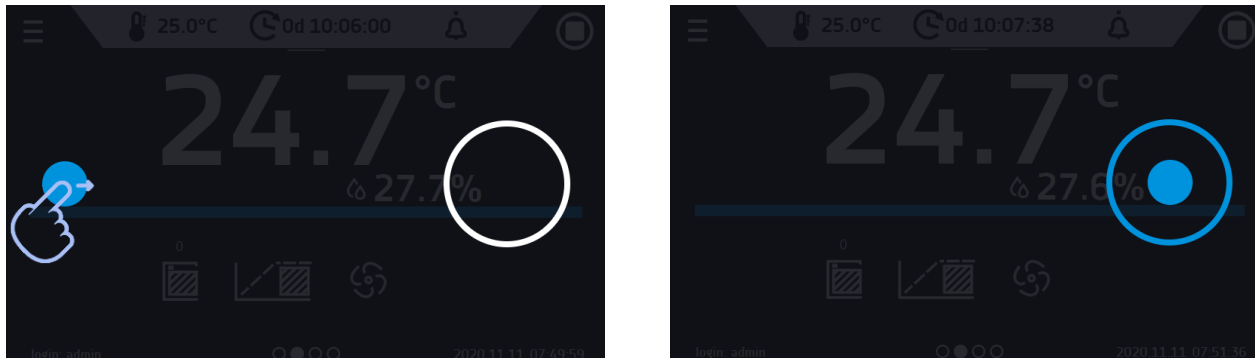 25.0°C 0d 10:06:00
24.7 °C
27.7%
0
login: admin 2020.11.11. 07:49:59
25.0°C 0d 10:07:38
24.7 °C
27.6%
0
login: admin 2020.11.11. 07:51:36